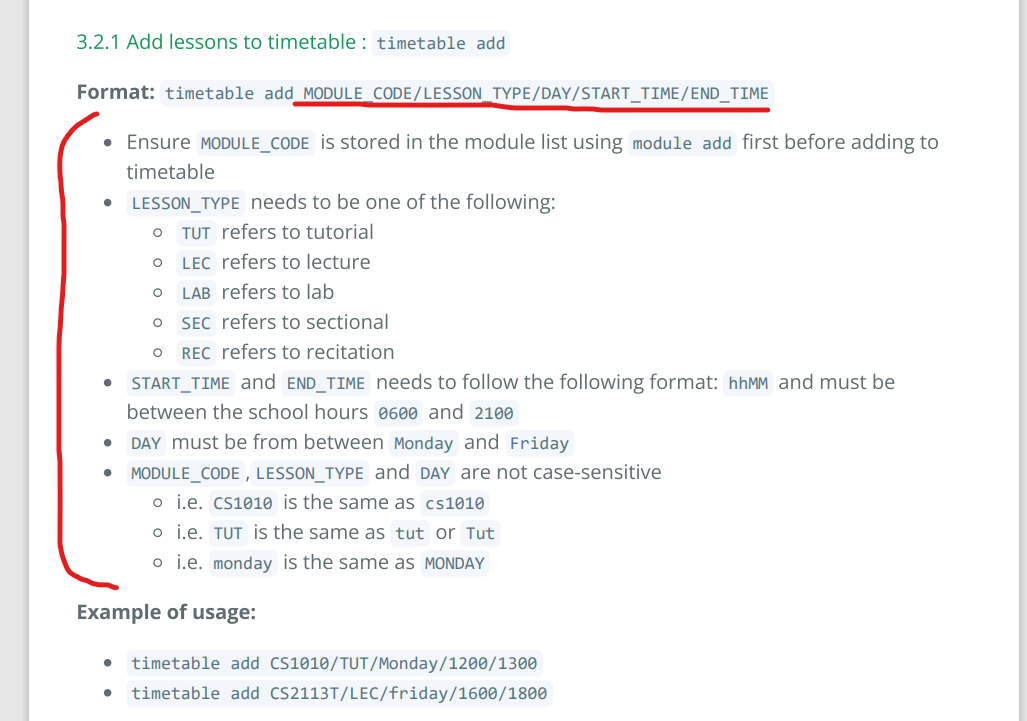 3.2.1 Add lessons to timetable : timetable add
Format: timetable add MODULE_CODE/LESSON_TYPE/DAY/START_TIME/END_TIME
• Ensure MODULE_CODE is stored in the module list using module add first before adding to
timetable
• LESSON_TYPE needs to be one of the following:
○ TUT refers to tutorial
○ LEC refers to lecture
○ LAB refers to lab
○ SEC refers to sectional
○ REC refers to recitation
• START_TIME and END_TIME needs to follow the following format: hhMM and must be
between the school hours 0600 and 2100
• DAY must be from between Monday and Friday
• MODULE_CODE , LESSON_TYPE and DAY are not case-sensitive
○ i.e. CS1010 is the same as cs1010
○ i.e. TUT is the same as tut or Tut
○ i.e. monday is the same as MONDAY
Example of usage:
• timetable add CS1010/TUT/Monday/1200/1300
• timetable add CS2113T/LEC/friday/1600/1800